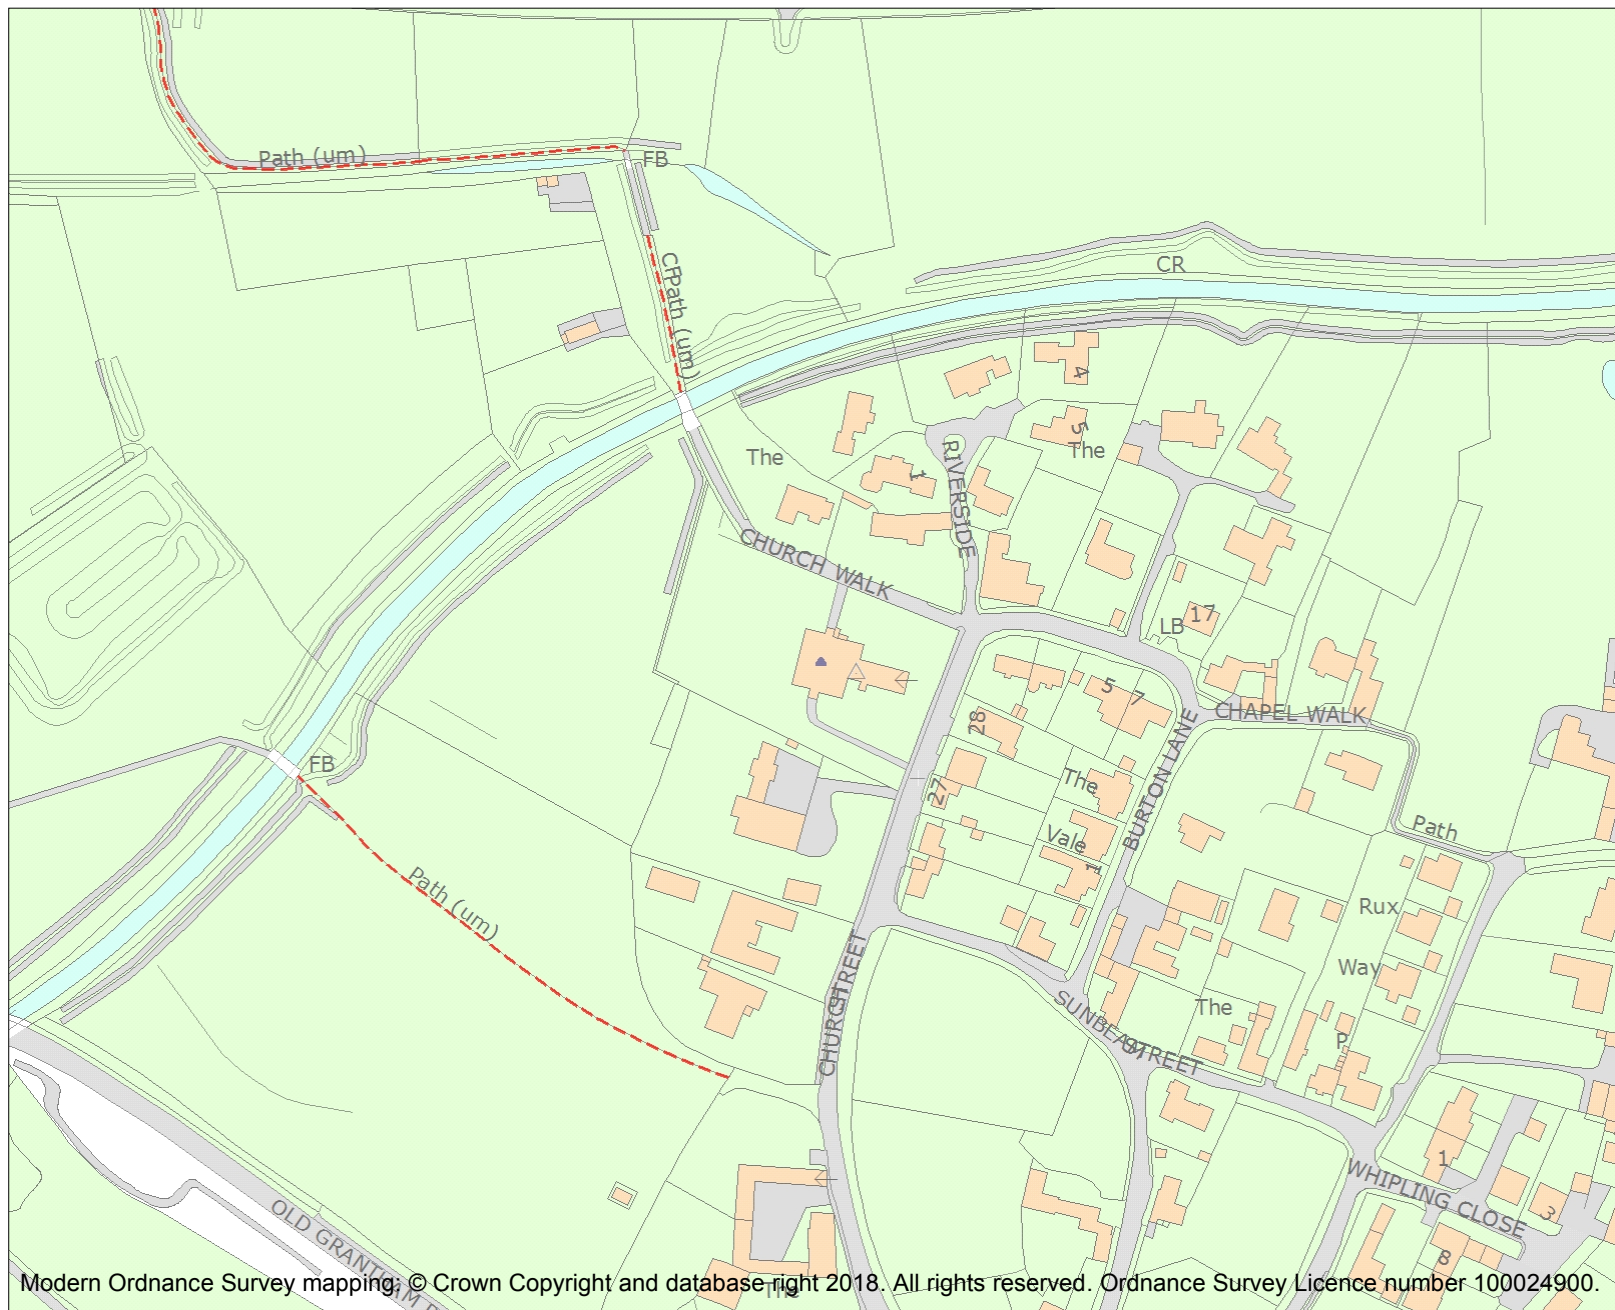 Path (um)
FB
CF
Path (um)
CR
The
4
5
The
1
RIVERSIDE
CHURCH WALK
LB
17
5
7
28
CHAPEL WALK
BURTON LANE
The
Vale
1
27
FB
Path
Path (um)
Rux
Way
CHURCH
STREET
SUNBEAM
STREET
The
P
OLD GRANTHAM R
1
WHIPLING CLOSE
3
8
The
Modern Ordnance Survey mapping: © Crown Copyright and database right 2018. All rights reserved. Ordnance Survey Licence number 100024900.